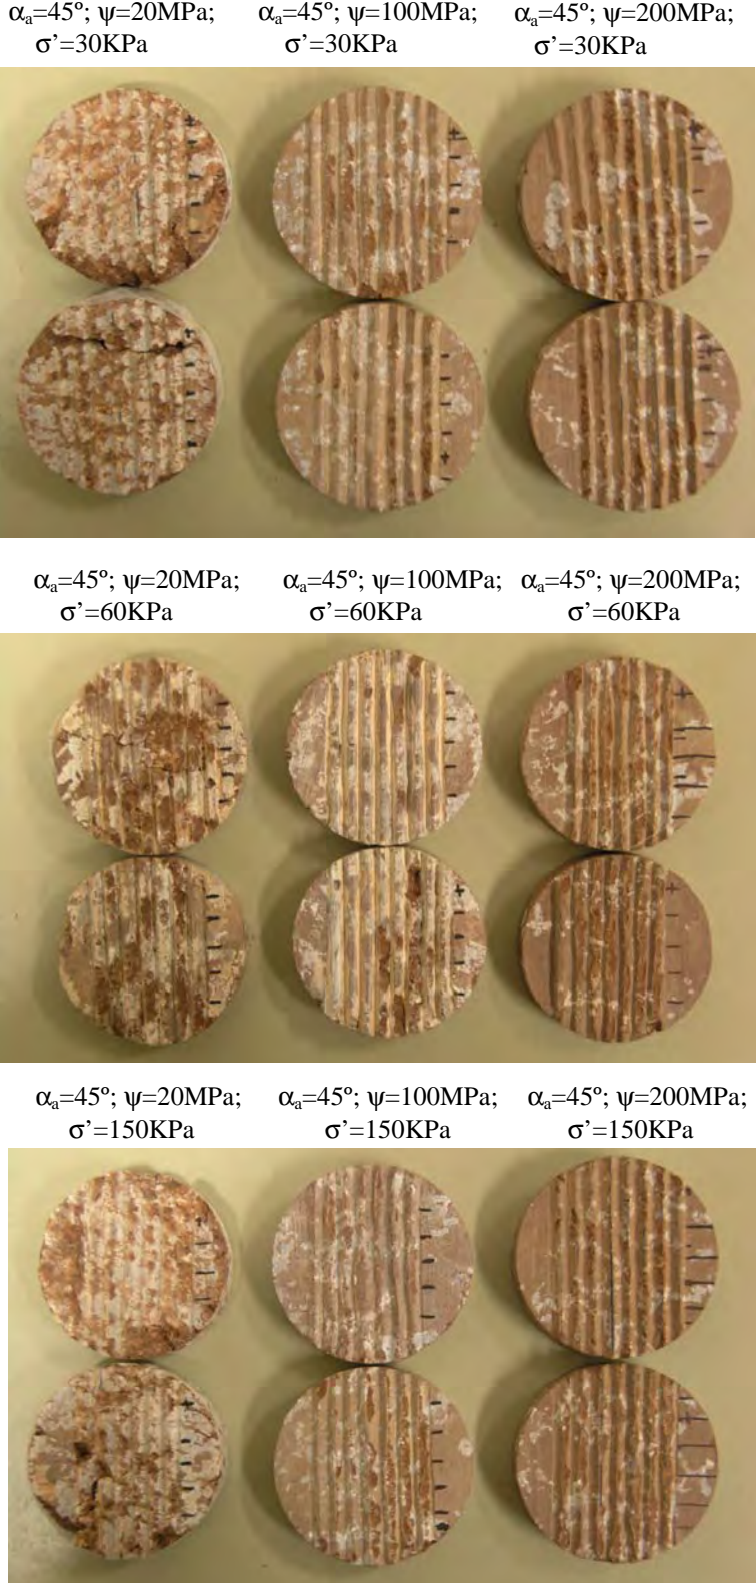 αₐ=45º; ψ=20MPa; αₐ=45º; ψ=100MPa; αₐ=45º; ψ=200MPa;
σ’=30KPa σ’=30KPa σ’=30KPa
αₐ=45º; ψ=20MPa; αₐ=45º; ψ=100MPa; αₐ=45º; ψ=200MPa;
σ’=60KPa σ’=60KPa σ’=60KPa
αₐ=45º; ψ=20MPa; αₐ=45º; ψ=100MPa; αₐ=45º; ψ=200MPa;
σ’=150KPa σ’=150KPa σ’=150KPa